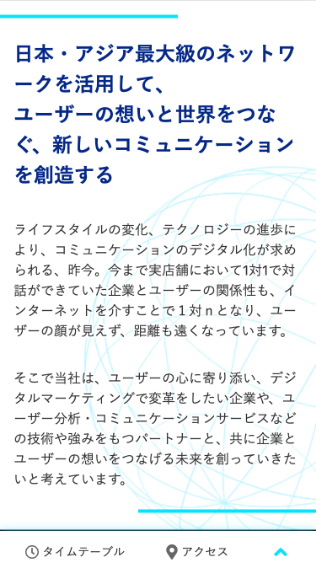 日本・アジア最大級のネットワ
ークを活用して、
ユーザーの想いと世界をつな
ぐ、新しいコミュニケーション
を創造する
ライフスタイルの変化、テクノロジーの進歩に
より、コミュニケーションのデジタル化が求め
られる、昨今。今まで実店舗において1対1で対
話ができていた企業とユーザーの関係性も、イ
ンターネットを介すことで１対ｎとなり、ユー
ザーの顔が見えず、距離も遠くなっています。
そこで当社は、ユーザーの心に寄り添い、デジ
タルマーケティングで変革をしたい企業や、ユ
ーザー分析・コミュニケーションサービスなど
の技術や強みをもつパートナーと、共に企業と
ユーザーの想いをつなげる未来を創っていきた
いと考えています。
タイムテーブル アクセス